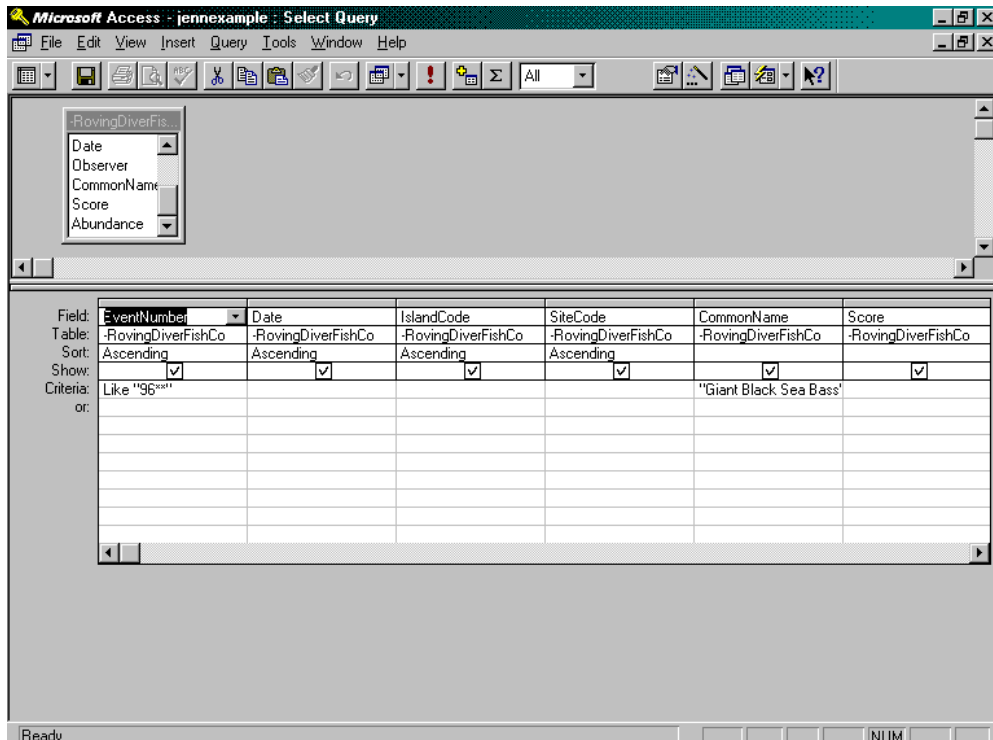 Microsoft Access - jennexample : Select Query
File Edit View Insert Query Tools Window Help
ABC Σ All
-RovingDiverFis...
Date
Observer
CommonName
Score
Abundance
Field: EventNumber Date IslandCode SiteCode CommonName Score
Table: -RovingDiverFishCo -RovingDiverFishCo -RovingDiverFishCo -RovingDiverFishCo -RovingDiverFishCo -RovingDiverFishCo
Sort: Ascending Ascending Ascending Ascending
Show:
Criteria: Like "96**" "Giant Black Sea Bass'
or:
Ready NUM